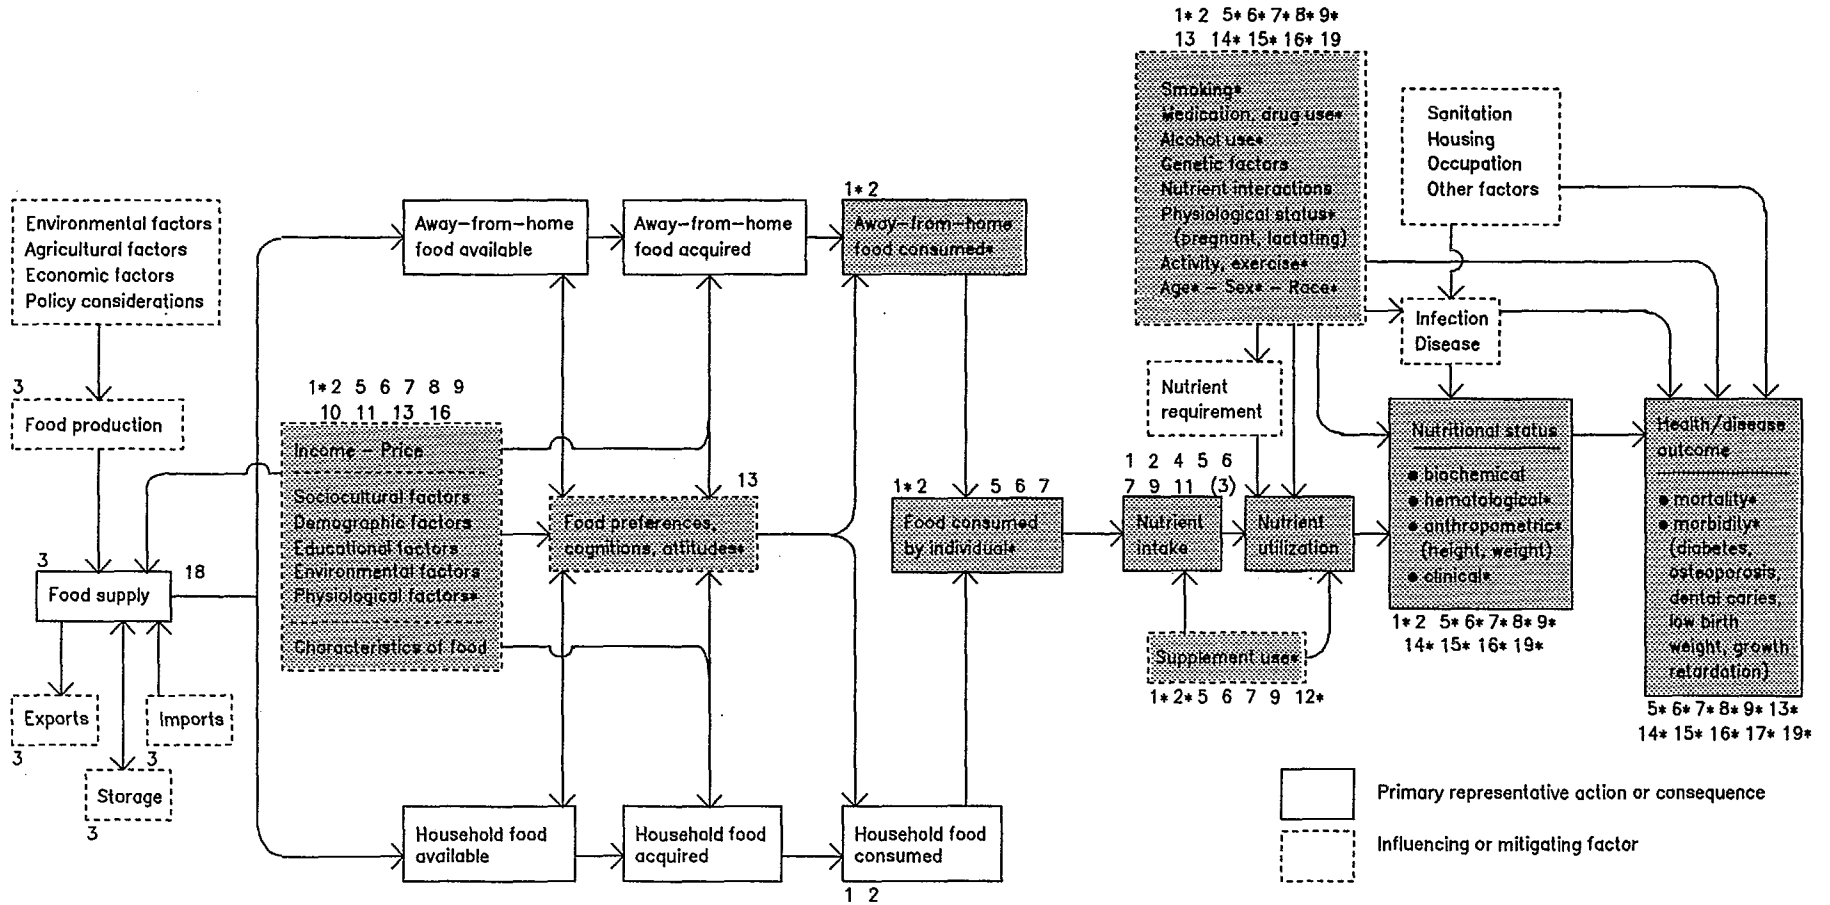 1* 2 5* 6* 7* 8* 9*
13 14* 15* 16* 19
Smoking*
Medication, drug use*
Alcohol use*
Genetic factors
Nutrient interactions
Physiological status*
(pregnant, lactating)
Activity, exercise*
Age* – Sex* – Race*
Sanitation
Housing
Occupation
Other factors
Environmental factors
Agricultural factors
Economic factors
Policy considerations
Away–from–home
food available
Away–from–home
food acquired
1* 2
Away–from–home
food consumed*
Infection
Disease
3
Food production
1* 2 5 6 7 8 9
10 11 13 16
Income – Price
Sociocultural factors
Demographic factors
Educational factors
Environmental factors
Physiological factors*
Characteristics of food
Nutrient
requirement
13
Food preferences,
cognitions, attitudes*
1* 2 5 6 7
Food consumed
by individual*
1 2 4 5 6
7 9 11 (3)
Nutrient
intake
Nutrient
utilization
Nutritional status
● biochemical
● hematological*
● anthropometric*
(height, weight)
● clinical*
1* 2 5* 6* 7* 8* 9*
14* 15* 16* 19*
Health/disease
outcome
● mortality*
● morbidity*
(diabetes,
osteoporosis,
dental caries,
low birth
weight, growth
retardation)
5* 6* 7* 8* 9* 13*
14* 15* 16* 17* 19*
3
18
Food supply
Supplement use*
1* 2* 5 6 7 9 12*
Exports
3
Imports
3
Storage
3
Household food
available
Household food
acquired
Household food
consumed
1 2
Primary representative action or consequence
Influencing or mitigating factor